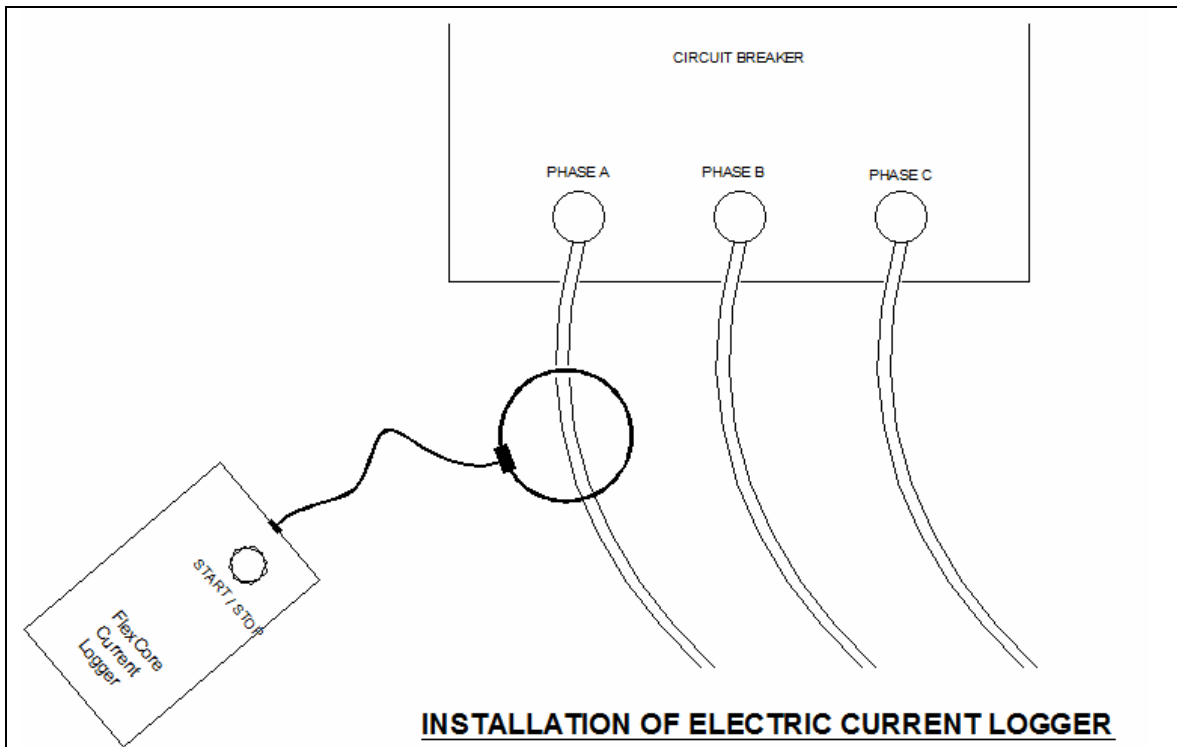 CIRCUIT BREAKER
PHASE A
PHASE B
PHASE C
START / STOP
FlexCore
Current
Logger
INSTALLATION OF ELECTRIC CURRENT LOGGER